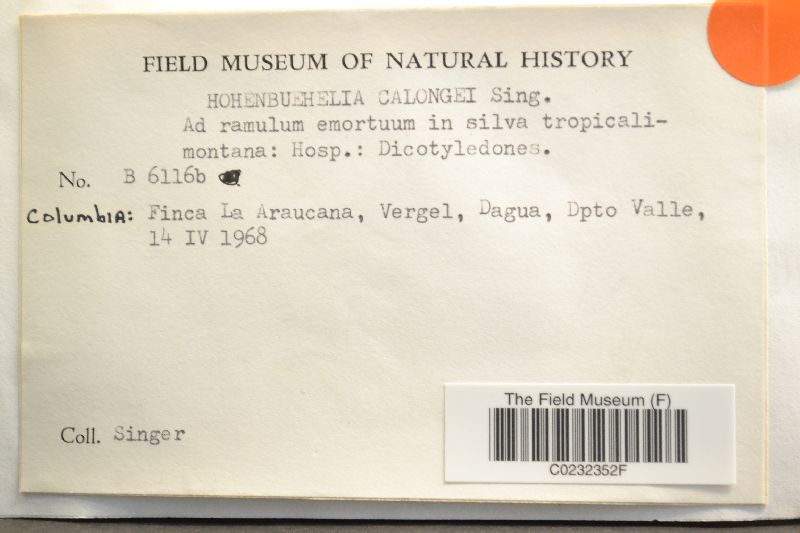 FIELD MUSEUM OF NATURAL HISTORY
HOHENBUEHELIA CALONGEI Sing.
Ad ramulum emortuum in silva tropicali-
montana: Hosp.: Dicotyledones.
No. B 6116b
Columbia: Finca La Araucana, Vergel, Dagua, Dpto Valle,
14 IV 1968
Coll. Singer
The Field Museum (F)
C0232352F